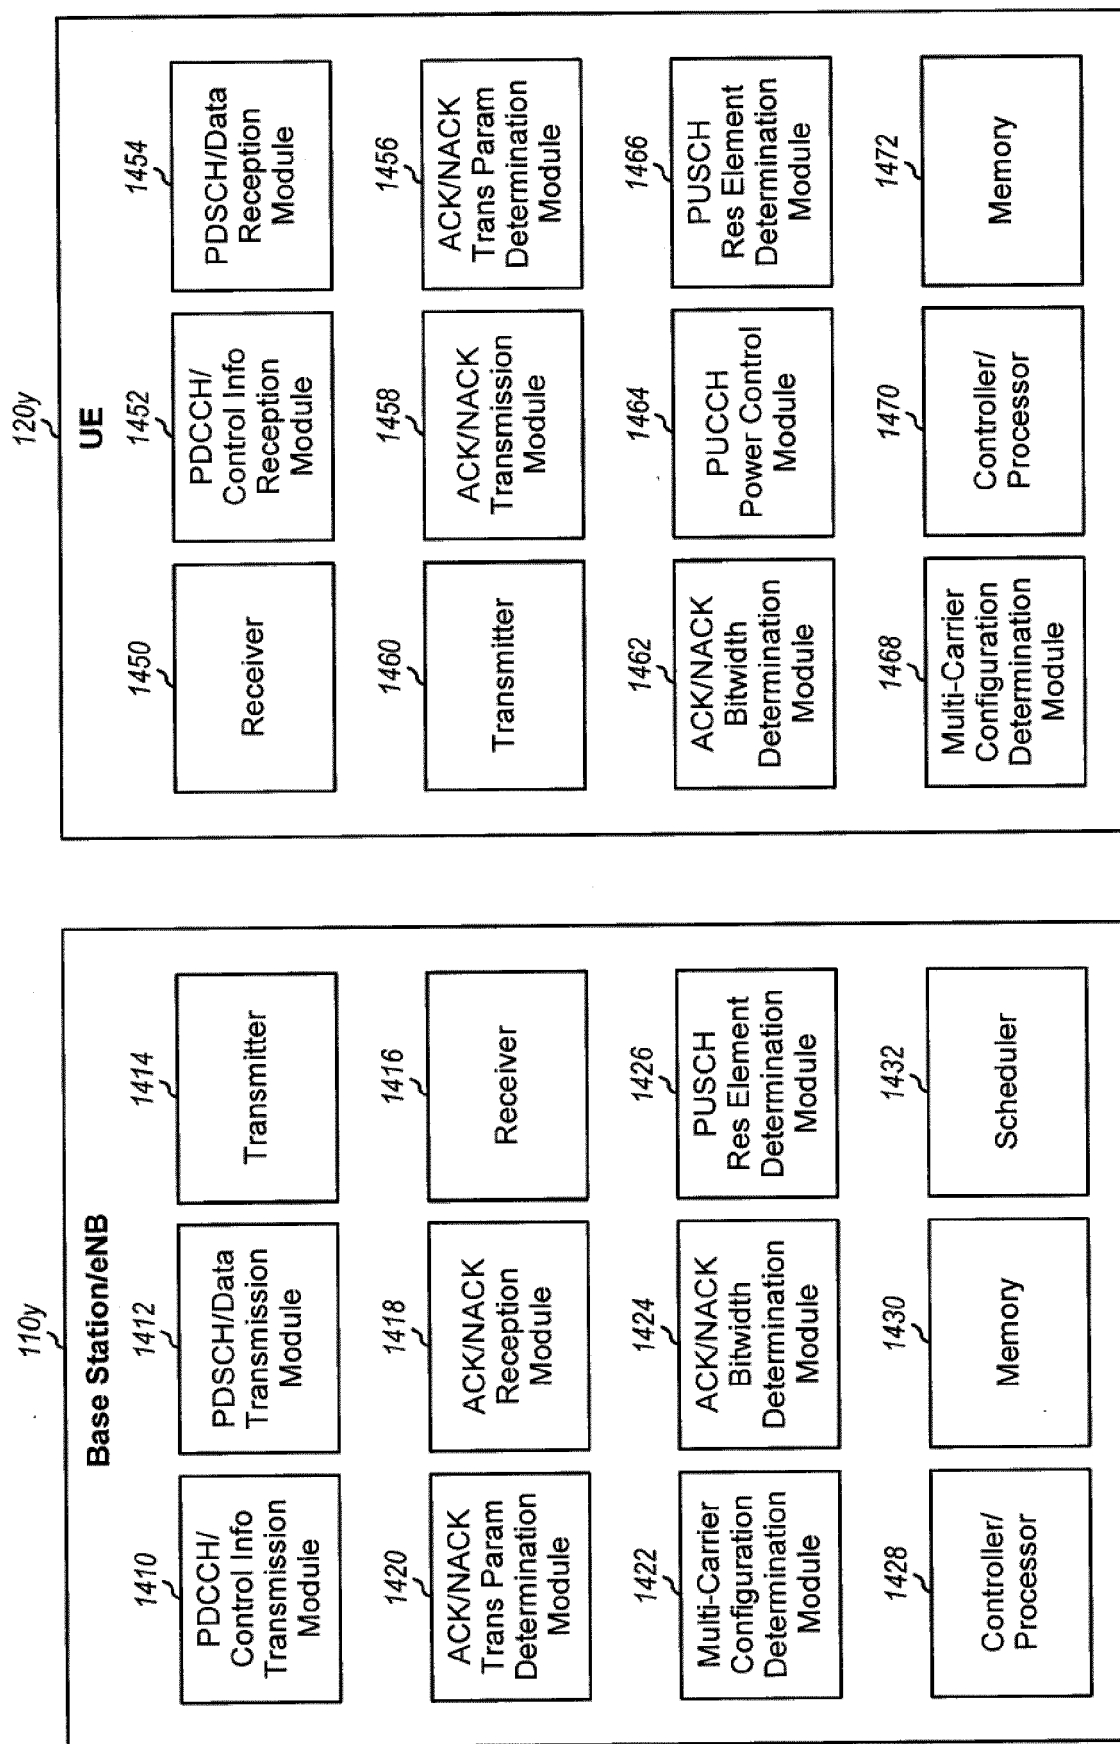 110y
Base Station/eNB
1410
PDCCH/
Control Info
Transmission
Module
1412
PDSCH/Data
Transmission
Module
1414
Transmitter
1420
ACK/NACK
Trans Param
Determination
Module
1418
ACK/NACK
Reception
Module
1416
Receiver
1422
Multi-Carrier
Configuration
Determination
Module
1424
ACK/NACK
Bitwidth
Determination
Module
1426
PUSCH
Res Element
Determination
Module
1428
Controller/
Processor
1430
Memory
1432
Scheduler
120y
UE
1450
Receiver
1452
PDCCH/
Control Info
Reception
Module
1454
PDSCH/Data
Reception
Module
1460
Transmitter
1458
ACK/NACK
Transmission
Module
1456
ACK/NACK
Trans Param
Determination
Module
1462
ACK/NACK
Bitwidth
Determination
Module
1464
PUCCH
Power Control
Module
1466
PUSCH
Res Element
Determination
Module
1468
Multi-Carrier
Configuration
Determination
Module
1470
Controller/
Processor
1472
Memory